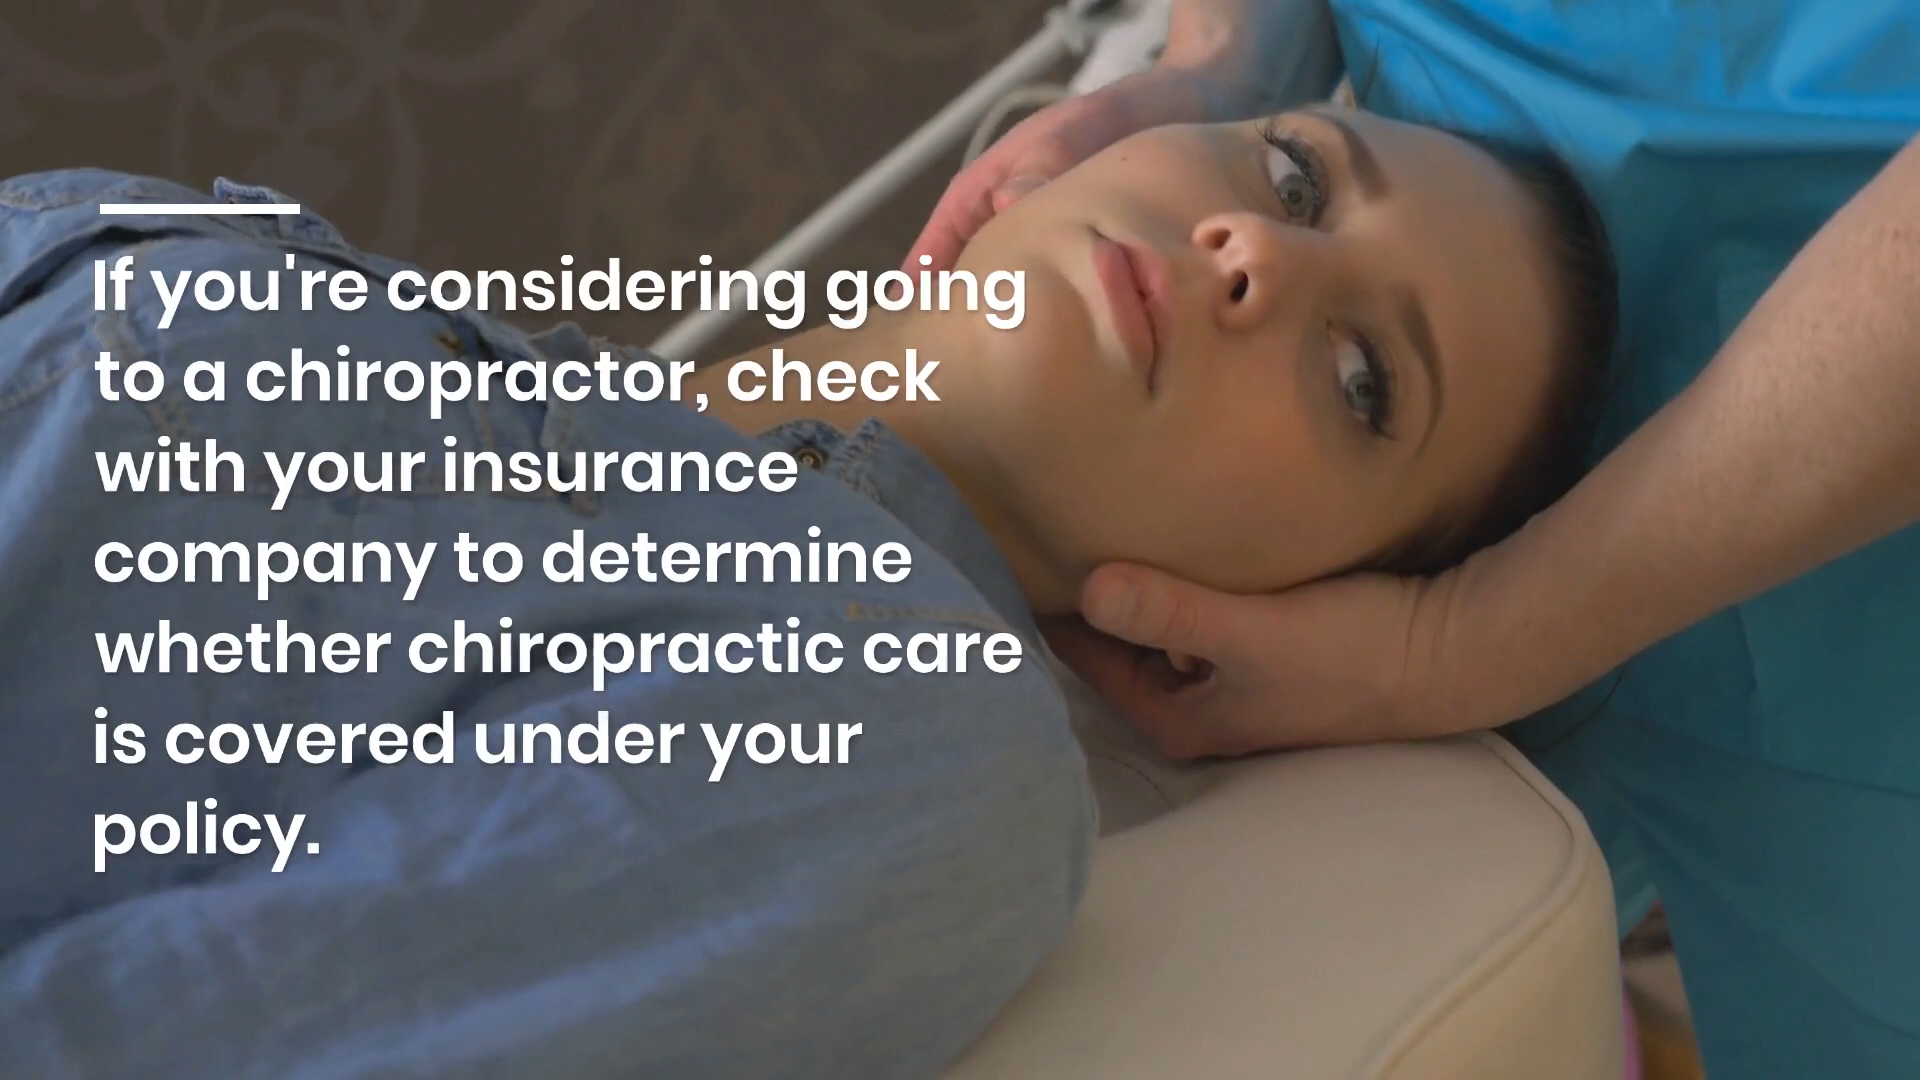 If you're considering going
to a chiropractor, check
with your insurance
company to determine
whether chiropractic care
is covered under your
policy.